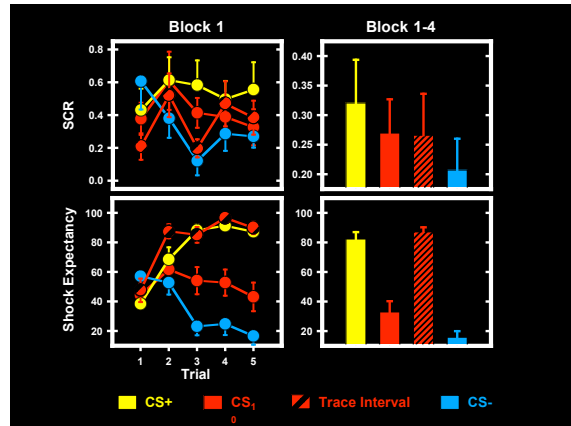 Block 1
Block 1-4
SCR
0.8
0.6
0.4
0.2
0.0
0.40
0.35
0.30
0.25
0.20
Shock Expectancy
100
80
60
40
20
100
80
60
40
20
1 2 3 4 5
Trial
CS+
CS1
0
Trace Interval
CS-